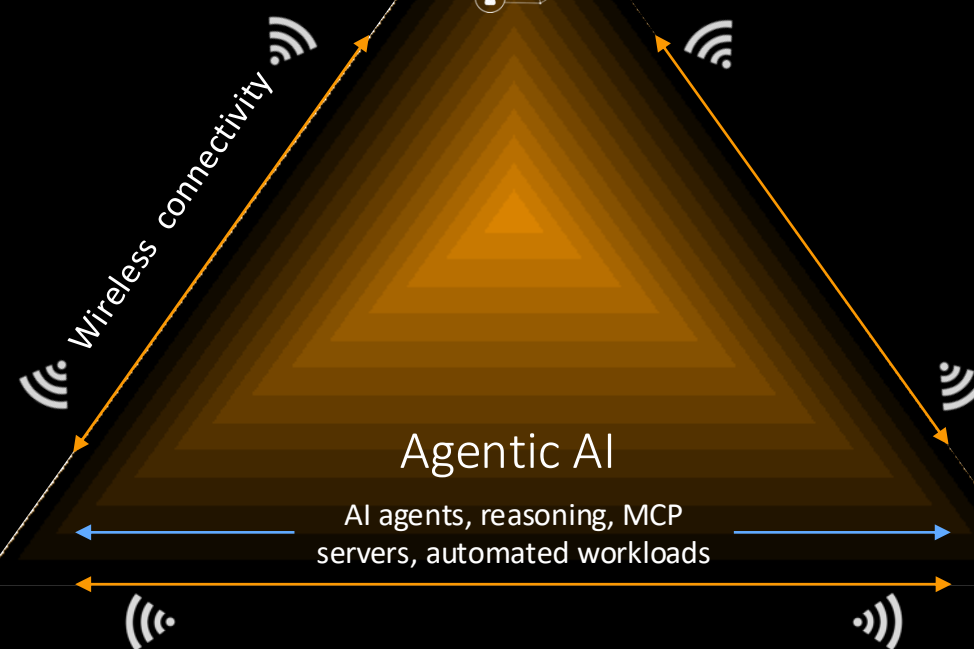 Wireless connectivity
Agentic AI
AI agents, reasoning, MCP
servers, automated workloads